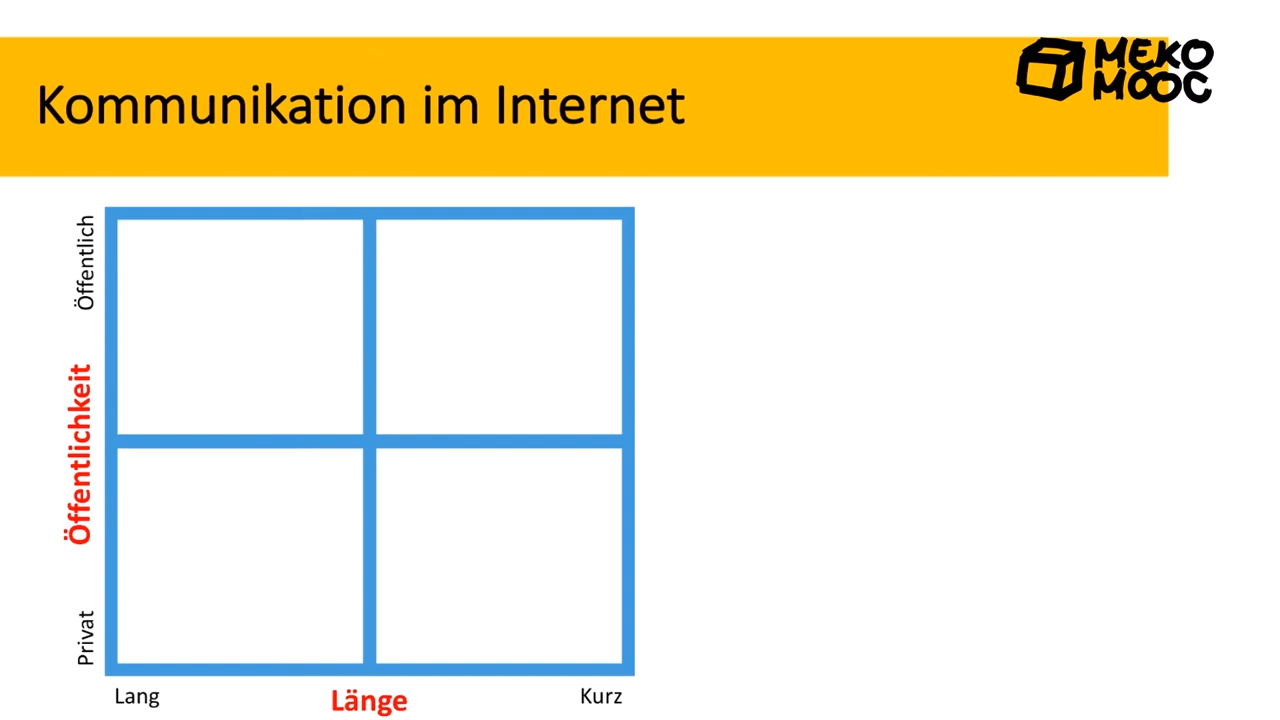 Kommunikation im Internet
MEKO
MOOC
Öffentlich
Öffentlichkeit
Privat
Lang
Länge
Kurz